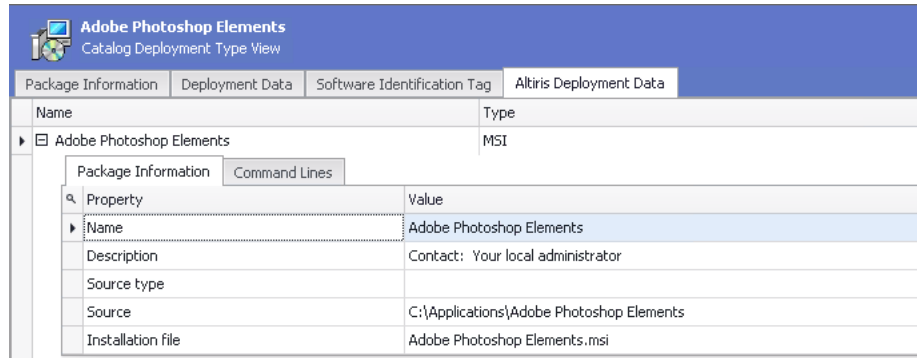 Adobe Photoshop Elements
Catalog Deployment Type View
Package Information Deployment Data Software Identification Tag Altiris Deployment Data
Name Type
Adobe Photoshop Elements MSI
Package Information Command Lines
Property Value
Name Adobe Photoshop Elements
Description Contact:  Your local administrator
Source type
Source C:\Applications\Adobe Photoshop Elements
Installation file Adobe Photoshop Elements.msi